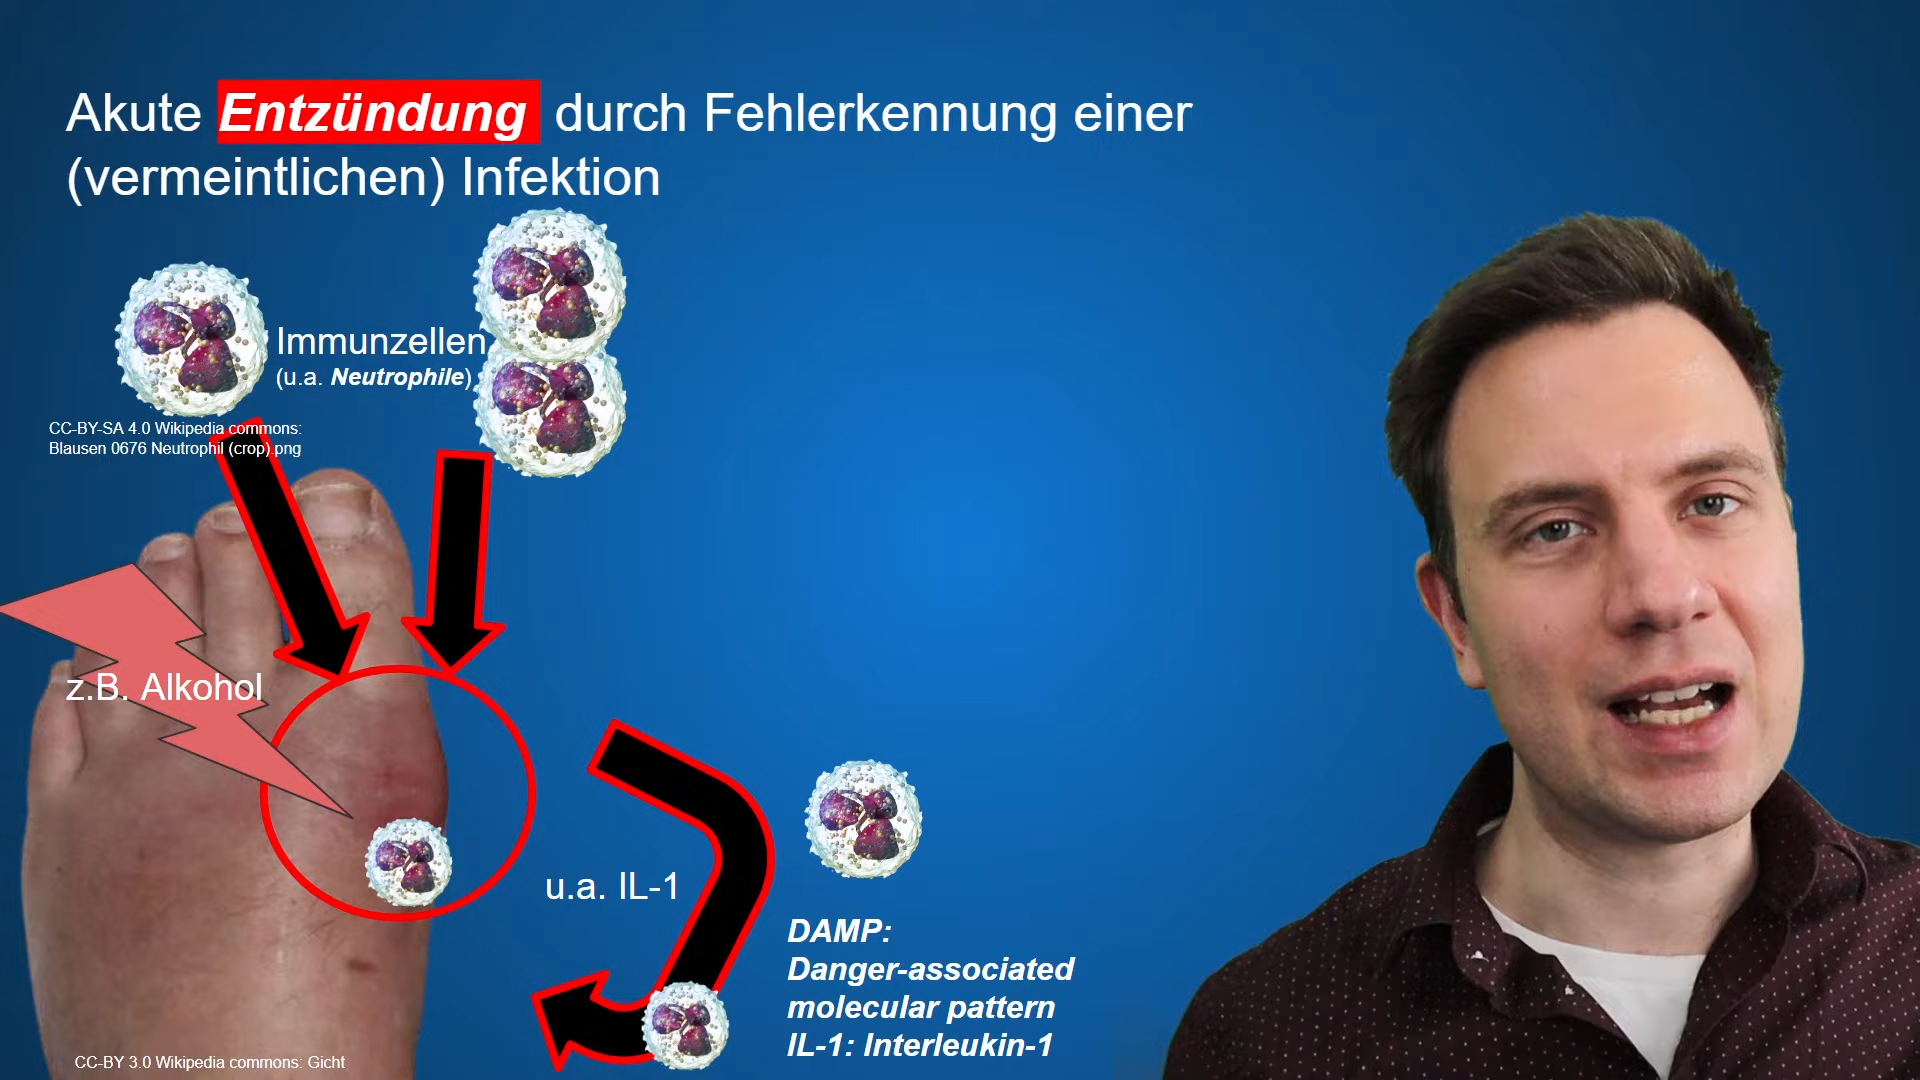 Akute Entzündung durch Fehlerkennung einer
(vermeintlichen) Infektion
Immunzellen
(u.a. Neutrophile)
CC-BY-SA 4.0 Wikipedia commons:
Blausen 0676 Neutrophil (crop).png
z.B. Alkohol
u.a. IL-1
DAMP:
Danger-associated
molecular pattern
IL-1: Interleukin-1
CC-BY 3.0 Wikipedia commons: Gicht